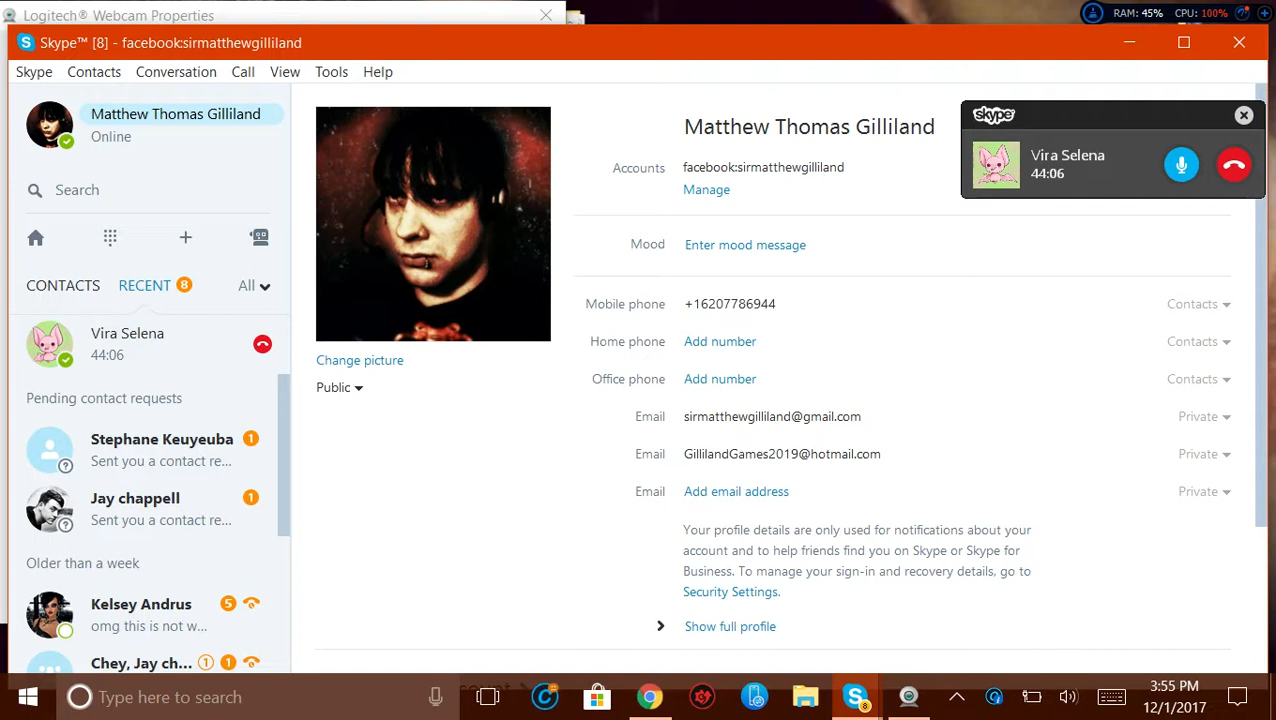 Logitech® Webcam Properties
RAM: 45% CPU: 100%
Skype™ [8] - facebook:sirmatthewgilliland
Skype Contacts Conversation Call View Tools Help
Matthew Thomas Gilliland
Online
Search
CONTACTS RECENT 8 All
Vira Selena
44:06
Pending contact requests
Stephane Keuyeuba 1
Sent you a contact re...
Jay chappell 1
Sent you a contact re...
Older than a week
Kelsey Andrus 5
omg this is not w...
Chey, Jay ch... 1 1
Change picture
Public
Matthew Thomas Gilliland
Accounts facebook:sirmatthewgilliland
Manage
Mood Enter mood message
Mobile phone +16207786944 Contacts
Home phone Add number Contacts
Office phone Add number Contacts
Email sirmatthewgilliland@gmail.com Private
Email GillilandGames2019@hotmail.com Private
Email Add email address Private
Your profile details are only used for notifications about your
account and to help friends find you on Skype or Skype for
Business. To manage your sign-in and recovery details, go to
Security Settings.
Show full profile
skype
Vira Selena
44:06
Type here to search
8
3:55 PM
12/1/2017